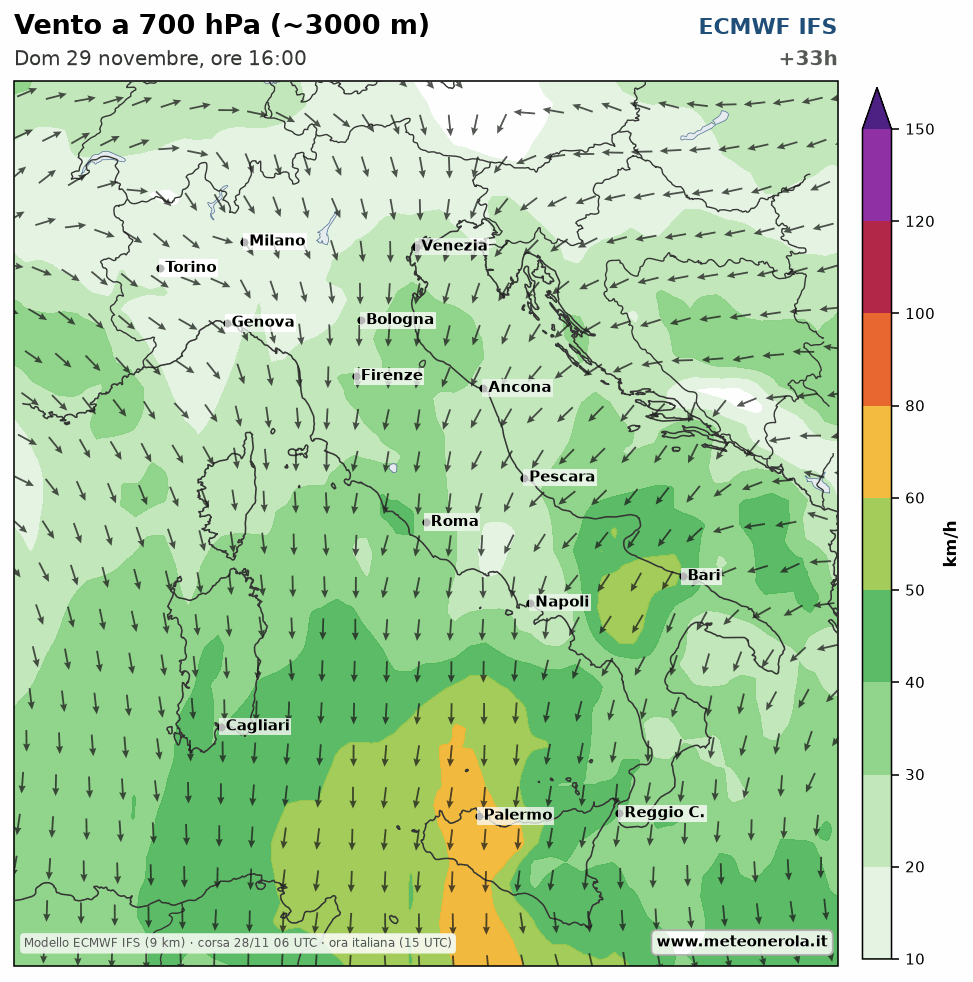 Vento a 700 hPa (~3000 m)
ECMWF IFS
Dom 29 novembre, ore 16:00
+33h
Milano
Venezia
Torino
Genova
Bologna
Firenze
Ancona
Pescara
Roma
Bari
Napoli
Cagliari
Palermo
Reggio C.
150
120
100
80
60
50
40
30
20
10
km/h
Modello ECMWF IFS (9 km) · corsa 28/11 06 UTC · ora italiana (15 UTC)
www.meteonerola.it